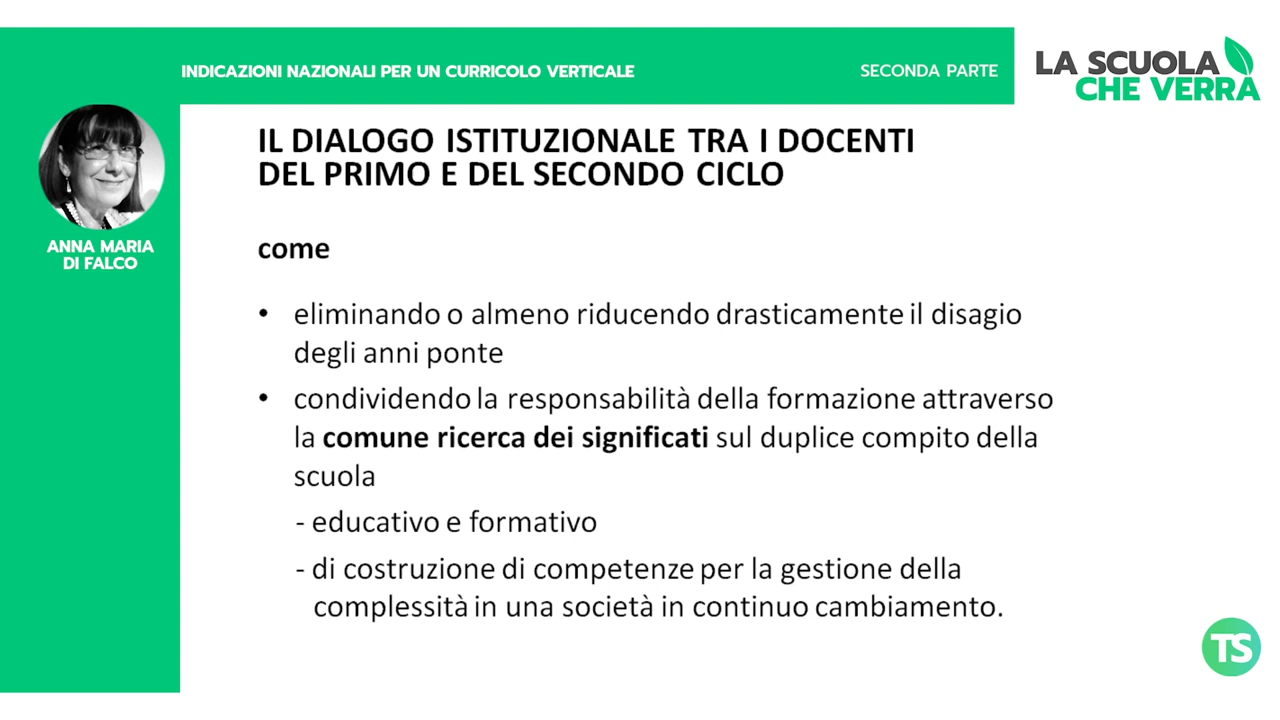 INDICAZIONI NAZIONALI PER UN CURRICOLO VERTICALE
SECONDA PARTE
LA SCUOLA
CHE VERRA
ANNA MARIA
DI FALCO
IL DIALOGO ISTITUZIONALE TRA I DOCENTI
DEL PRIMO E DEL SECONDO CICLO
come
• eliminando o almeno riducendo drasticamente il disagio
degli anni ponte
• condividendo la responsabilità della formazione attraverso
la comune ricerca dei significati sul duplice compito della
scuola
- educativo e formativo
- di costruzione di competenze per la gestione della
complessità in una società in continuo cambiamento.
TS